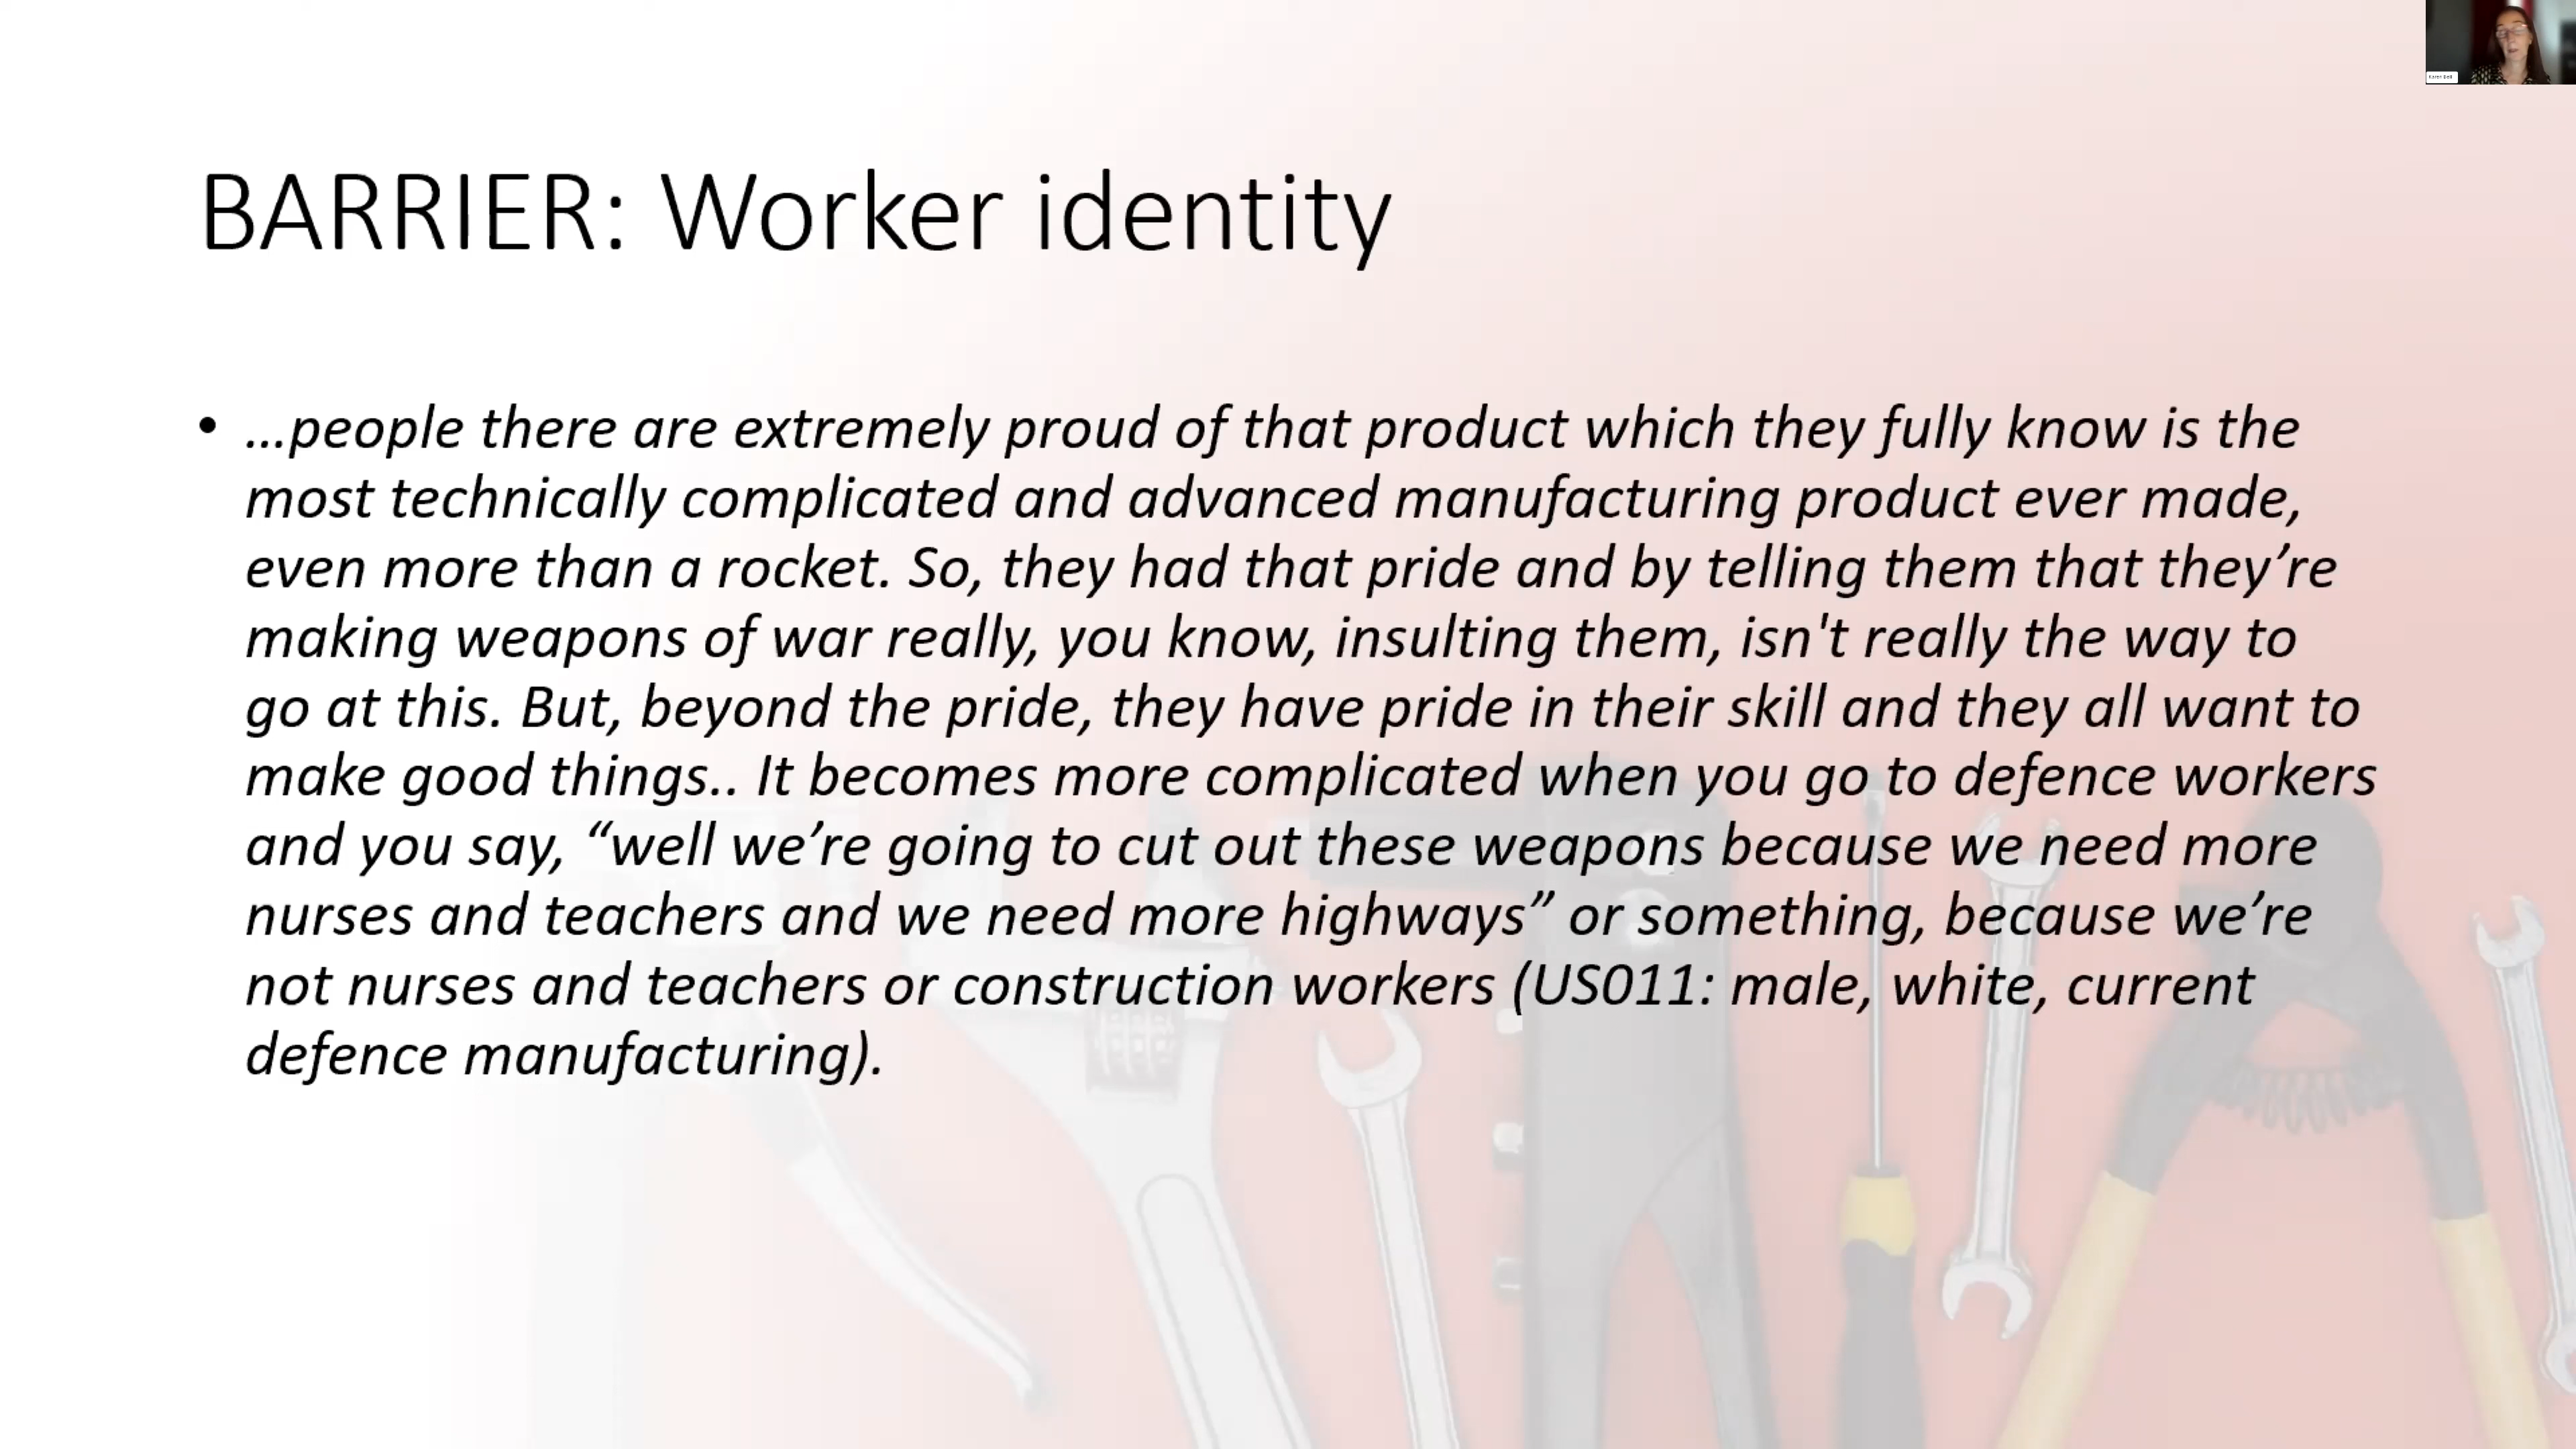 BARRIER: Worker identity
• ...people there are extremely proud of that product which they fully know is the
most technically complicated and advanced manufacturing product ever made,
even more than a rocket. So, they had that pride and by telling them that they’re
making weapons of war really, you know, insulting them, isn't really the way to
go at this. But, beyond the pride, they have pride in their skill and they all want to
make good things.. It becomes more complicated when you go to defence workers
and you say, “well we’re going to cut out these weapons because we need more
nurses and teachers and we need more highways” or something, because we’re
not nurses and teachers or construction workers (US011: male, white, current
defence manufacturing).